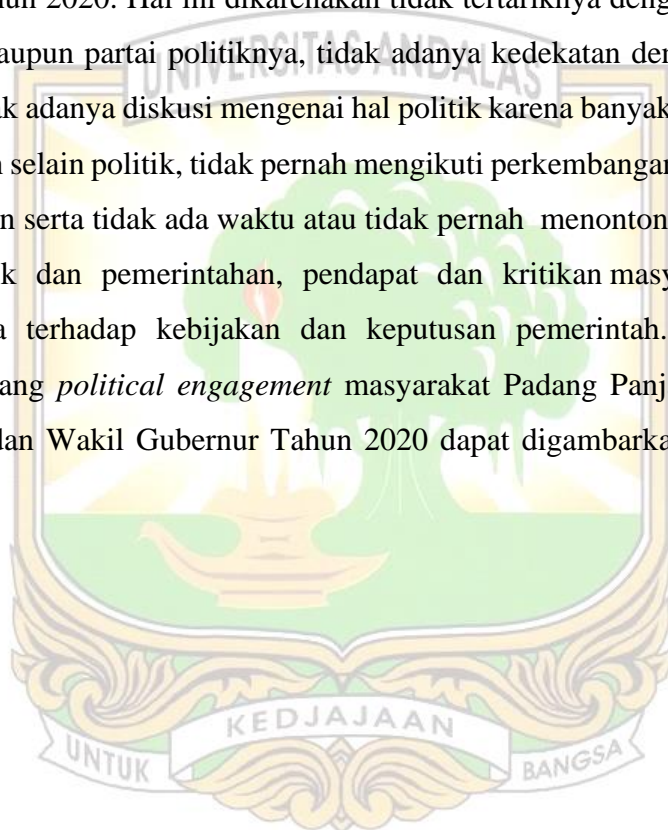 un 2020. Hal ini dikarenakan tidak tertariknya deng
aupun partai politiknya, tidak adanya kedekatan den
ak adanya diskusi mengenai hal politik karena banyak
n selain politik, tidak pernah mengikuti perkembangan
n serta tidak ada waktu atau tidak pernah menonton
k dan pemerintahan, pendapat dan kritikan masy
a terhadap kebijakan dan keputusan pemerintah.
ang political engagement masyarakat Padang Panj
dan Wakil Gubernur Tahun 2020 dapat digambarka
UNIVERSITAS ANDALAS
UNTUK KEDJAJAAN BANGSA